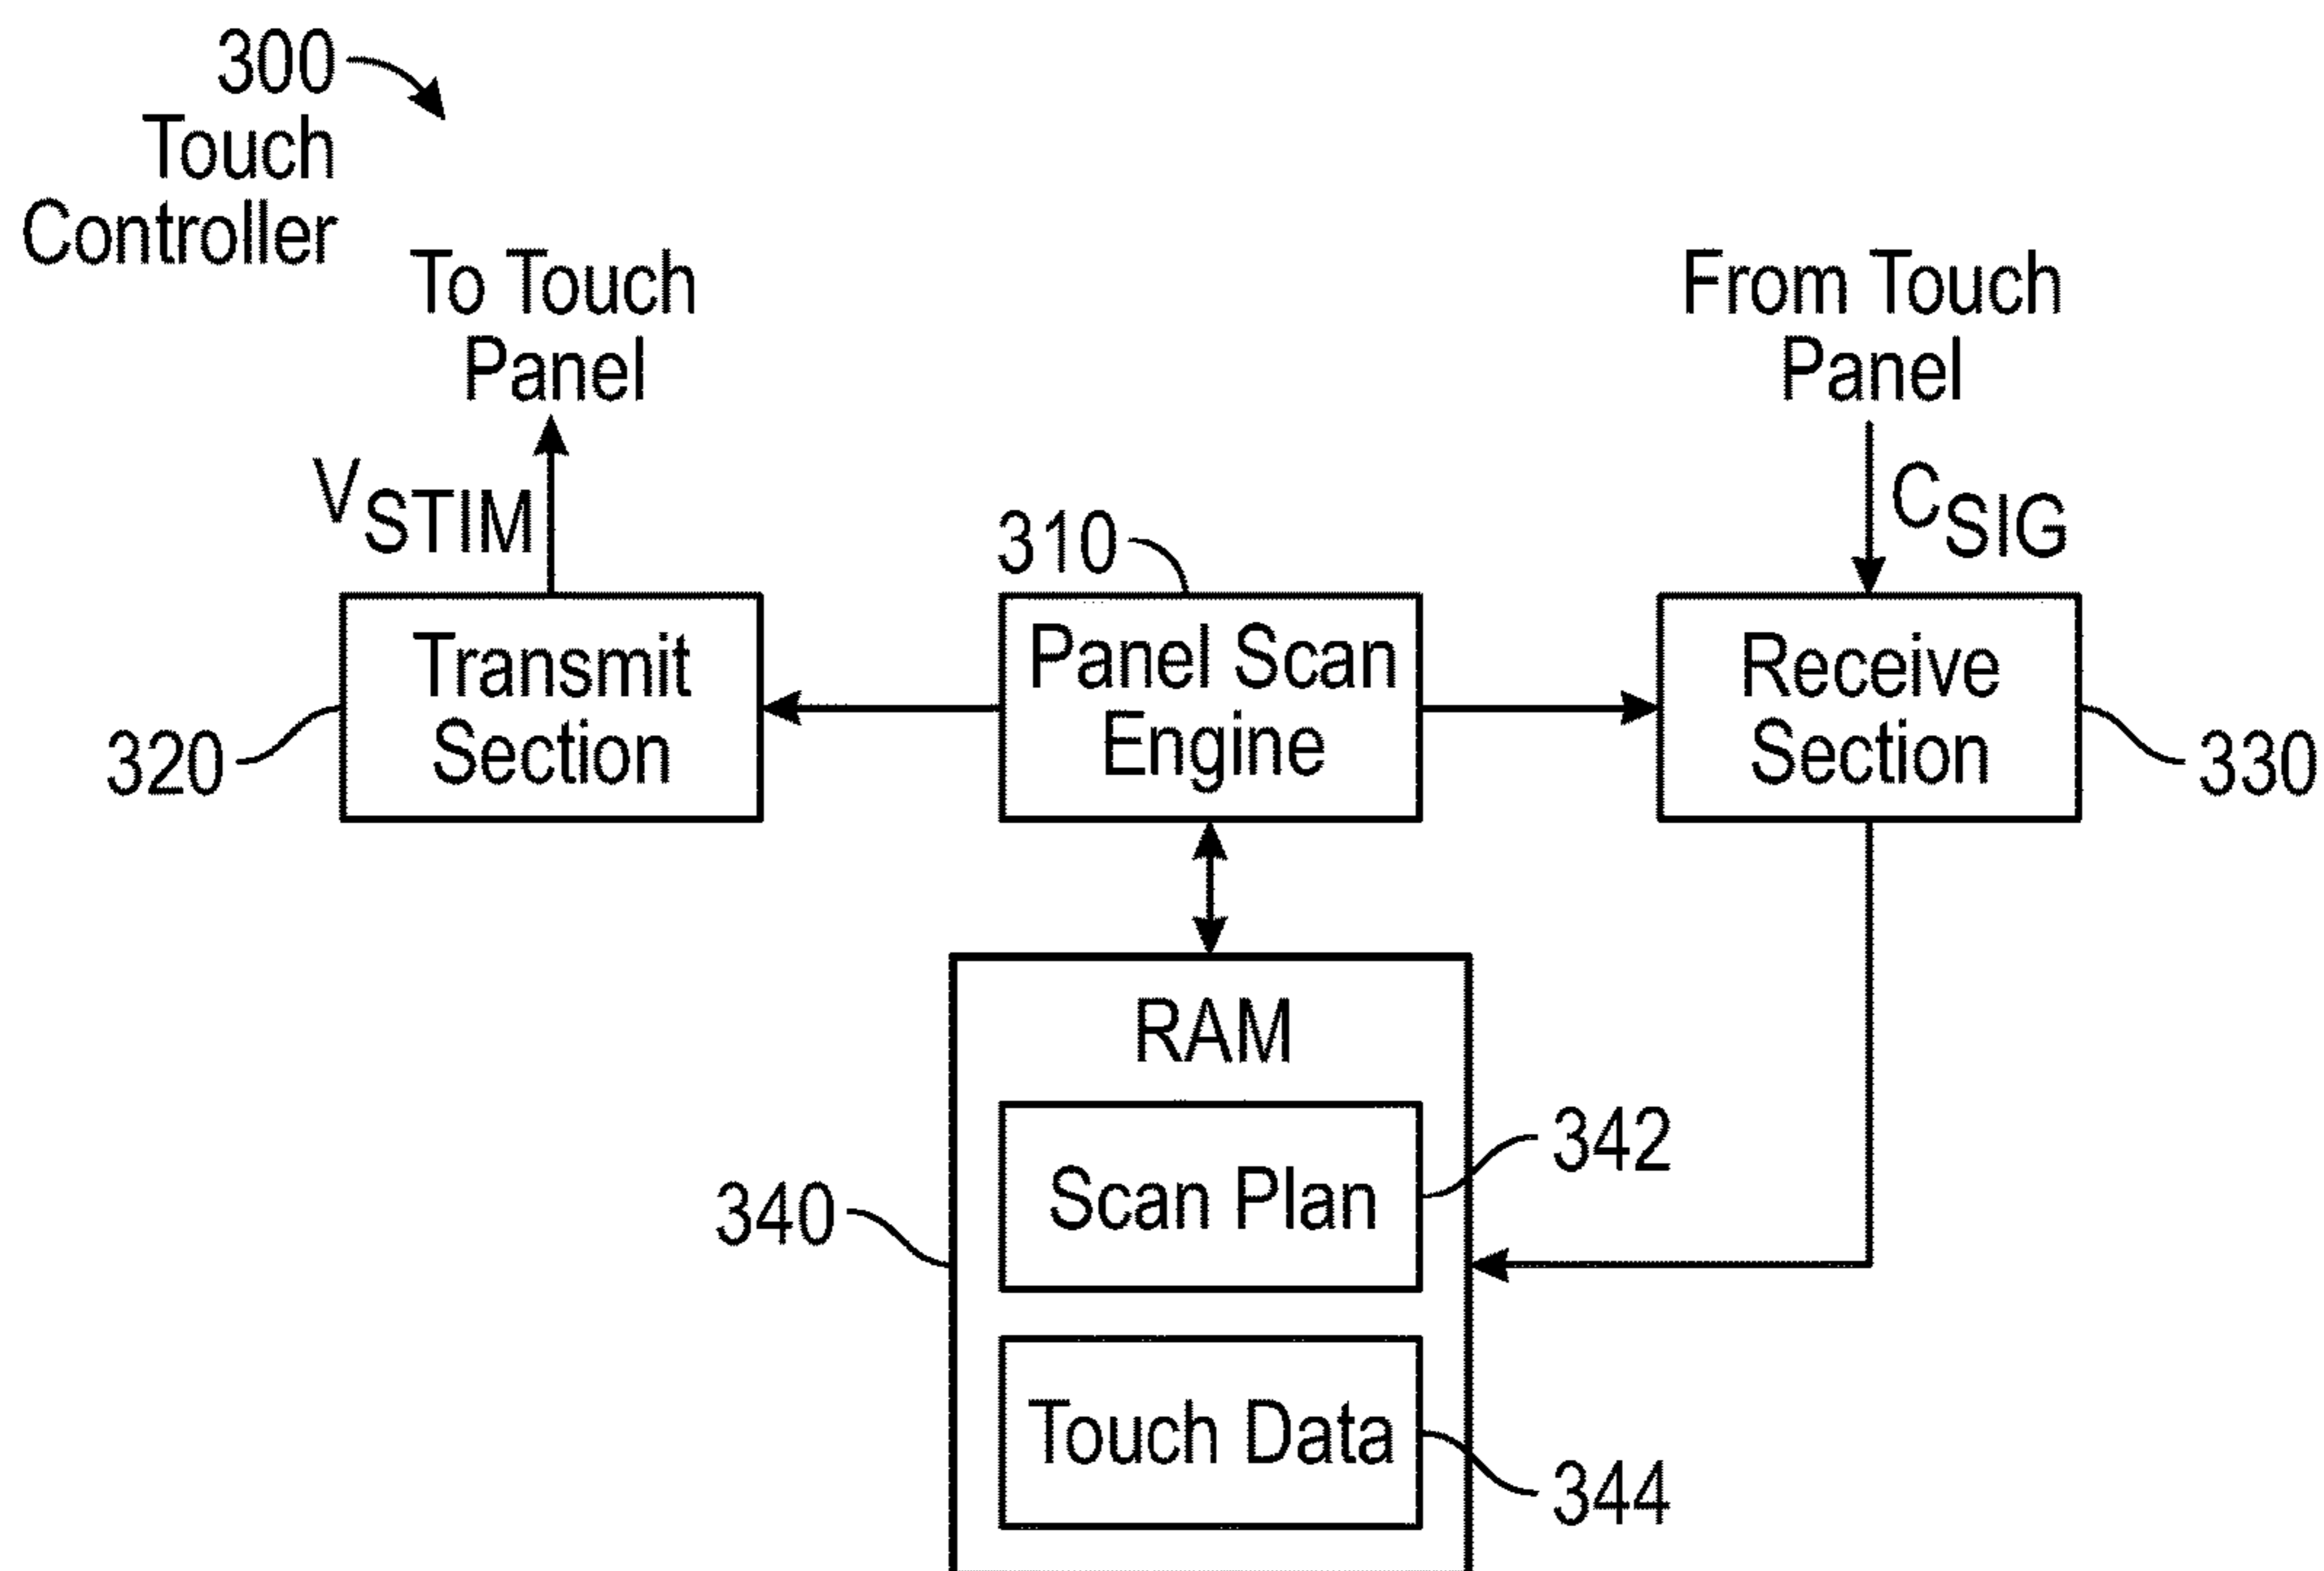 300
Touch
Controller
To Touch
Panel
From Touch
Panel
VSTIM
CSIG
310
Transmit
Section
Panel Scan
Engine
Receive
Section
320
330
RAM
Scan Plan
342
340
Touch Data
344